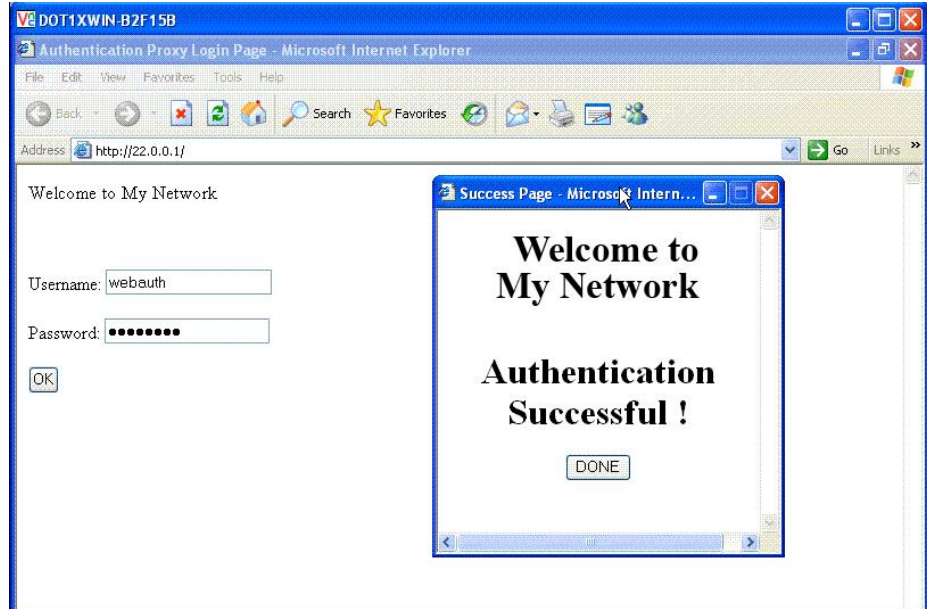 DOT1XWIN-B2F15B
Authentication Proxy Login Page - Microsoft Internet Explorer
File Edit View Favorites Tools Help
Back Search Favorites
Address http://22.0.0.1/ Go Links »
Welcome to My Network
Success Page - Microsoft Intern...
Welcome to
My Network
Username: webauth
Password: ●●●●●●●●
OK
Authentication
Successful !
DONE